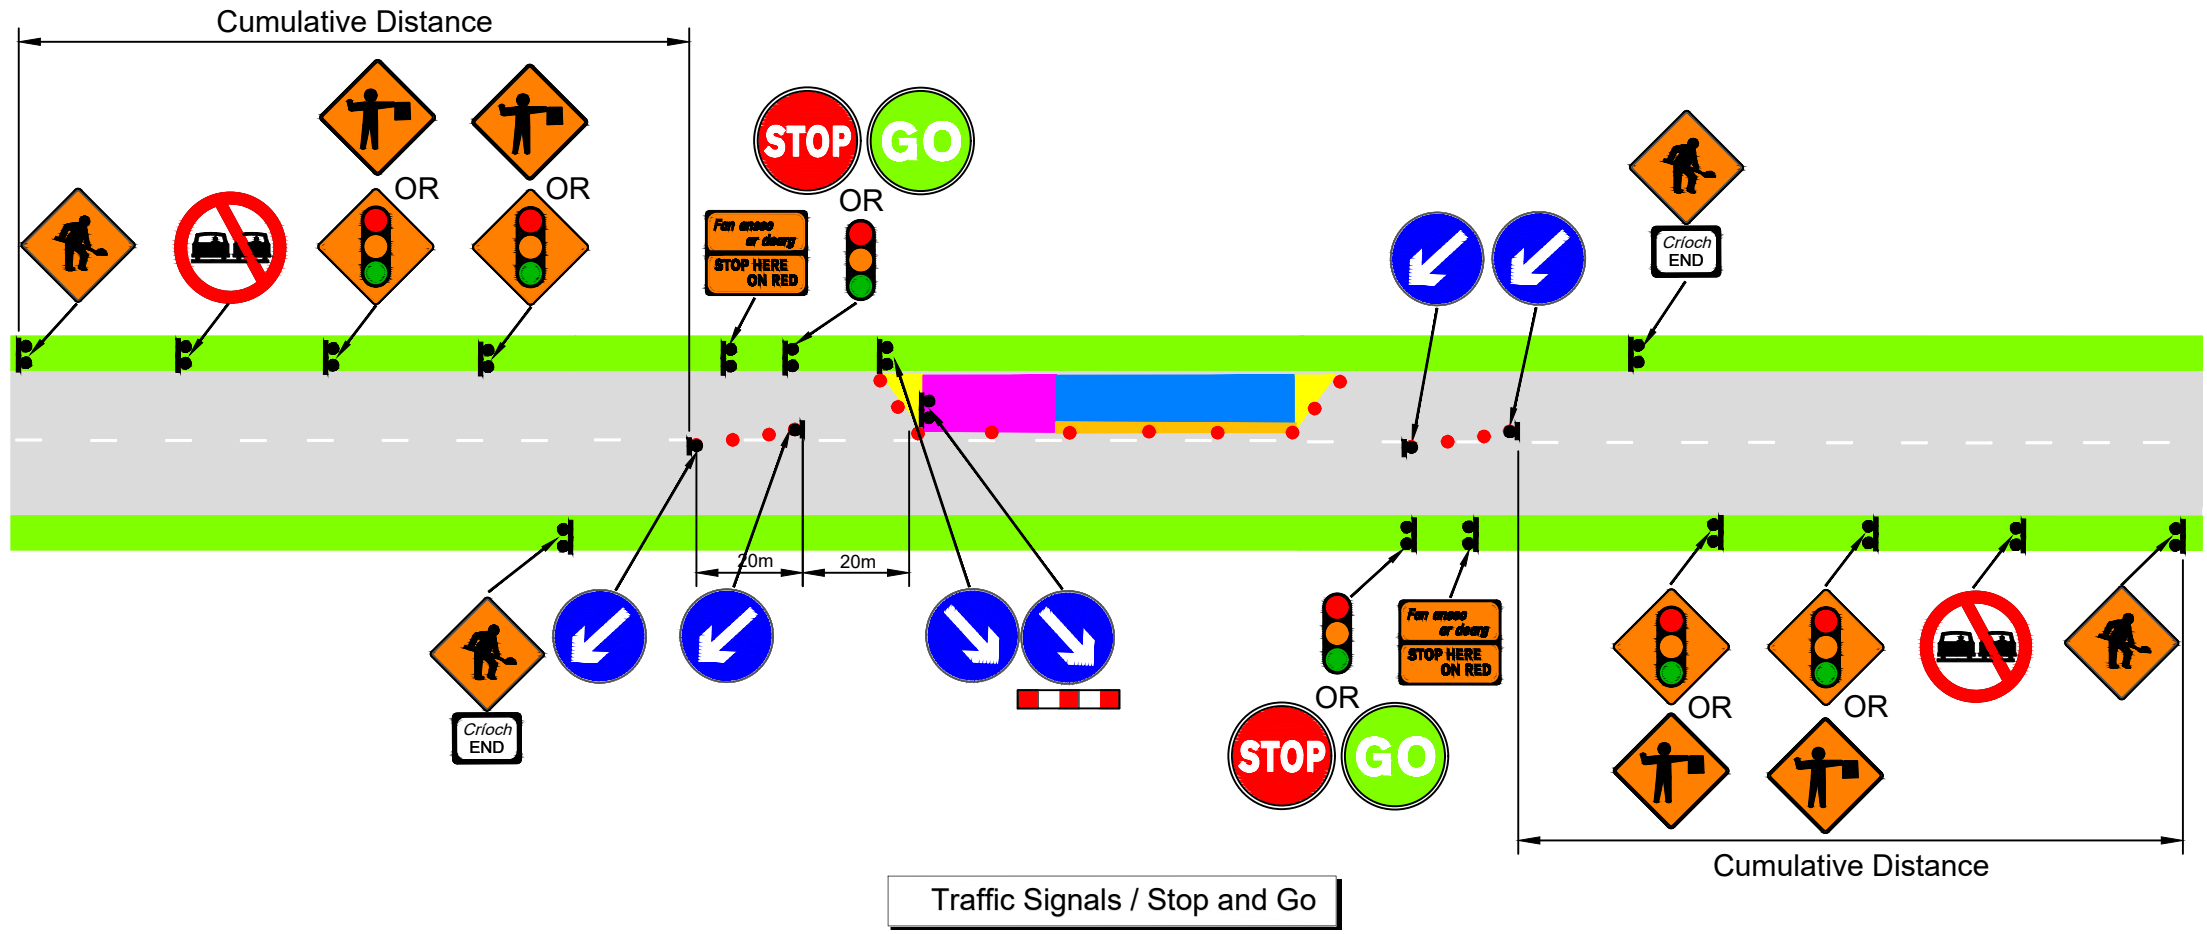 Cumulative Distance
OR
OR
STOP
GO
OR
Fan anseo
ar dearg
STOP HERE
ON RED
Críoch
END
20m
20m
Críoch
END
Fan anseo
ar dearg
STOP HERE
ON RED
OR
STOP
GO
OR
OR
Cumulative Distance
Traffic Signals / Stop and Go